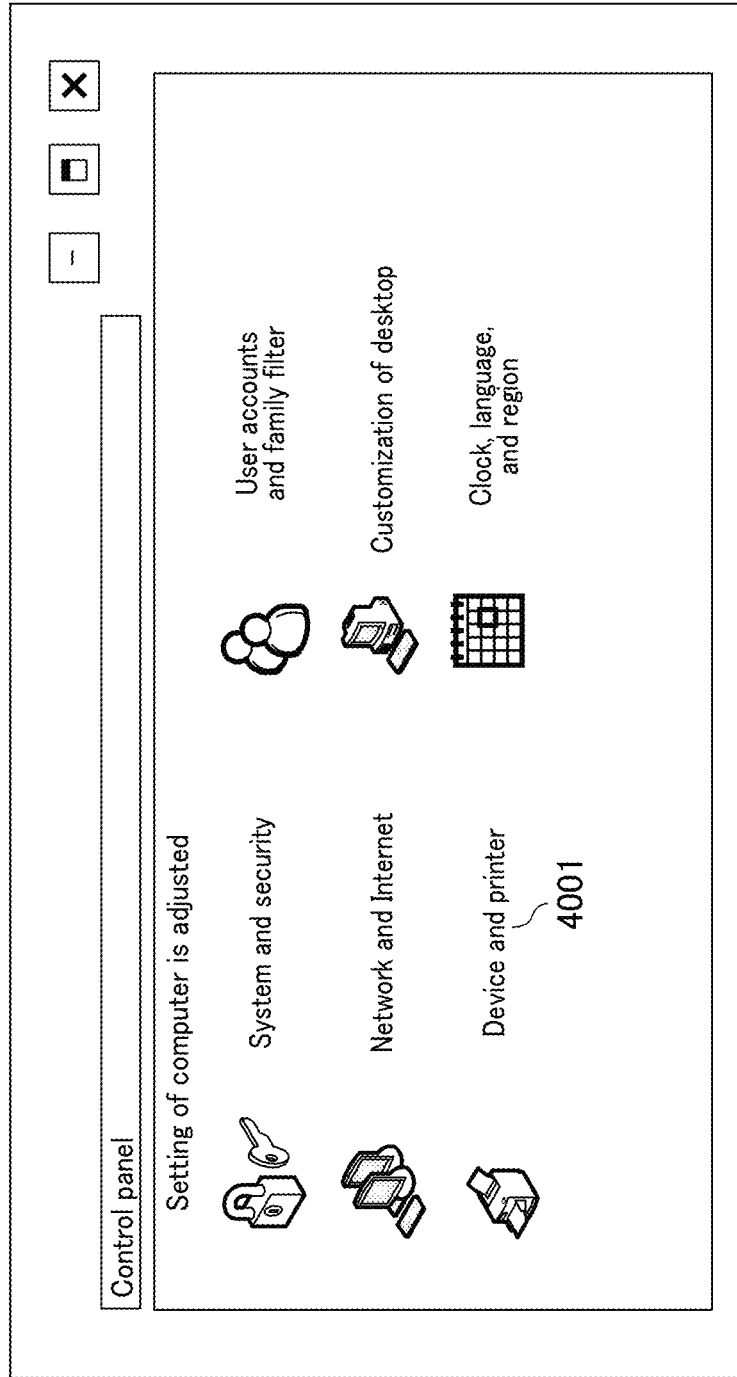 Control panel
Setting of computer is adjusted
System and security
User accounts
and family filter
Network and Internet
Customization of desktop
Device and printer
4001
Clock, language,
and region